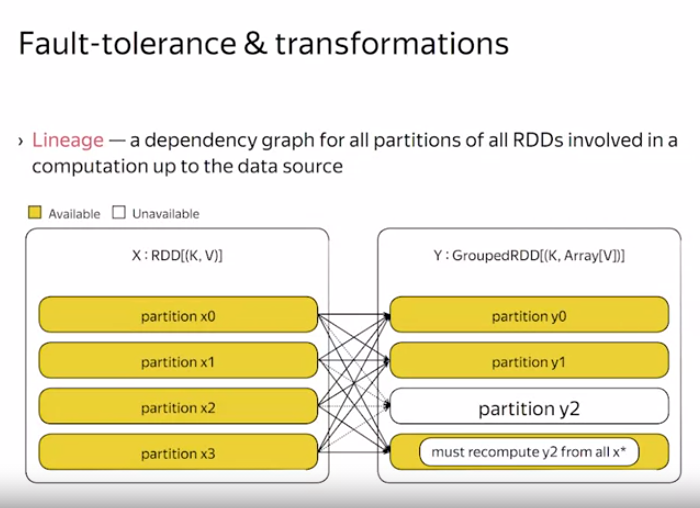 Fault-tolerance & transformations
› Lineage — a dependency graph for all partitions of all RDDs involved in a
computation up to the data source
Available Unavailable
X : RDD[(K, V)]
partition x0
partition x1
partition x2
partition x3
Y : GroupedRDD[(K, Array[V])]
partition y0
partition y1
partition y2
must recompute y2 from all x*